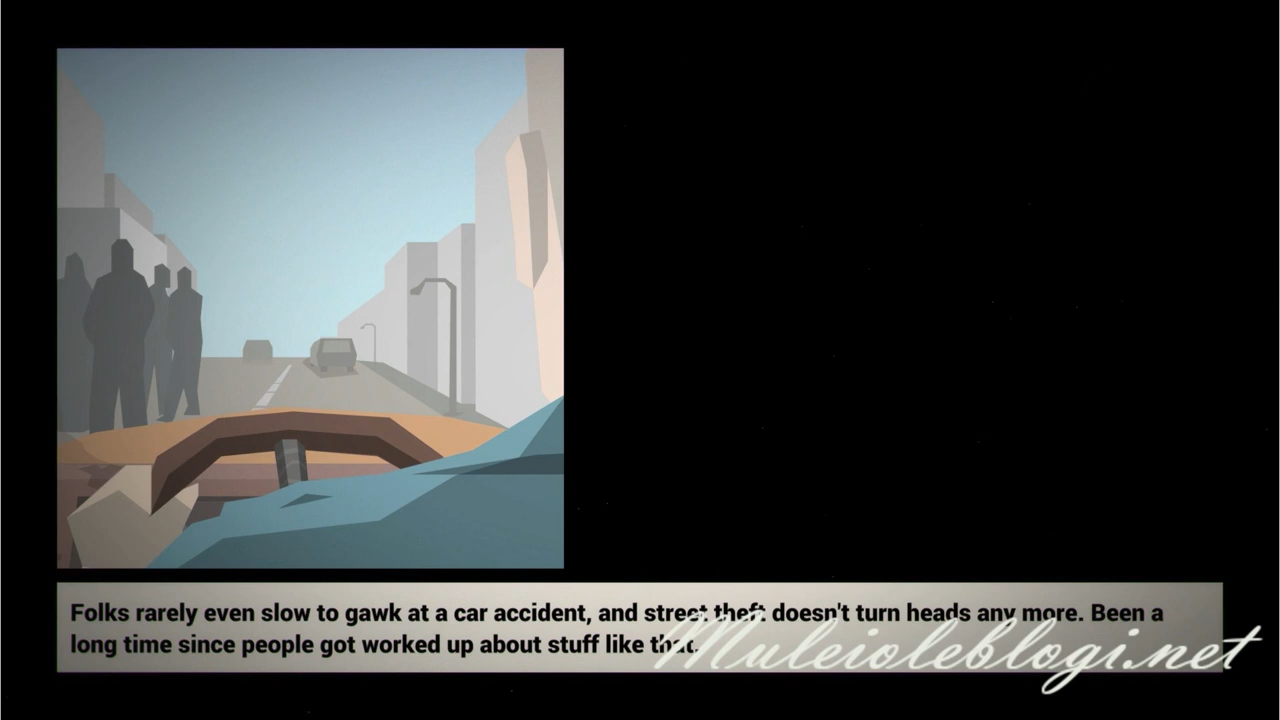 Folks rarely even slow to gawk at a car accident, and street theft doesn't turn heads any more. Been a
long time since people got worked up about stuff like that.
Muleioleblogi.net